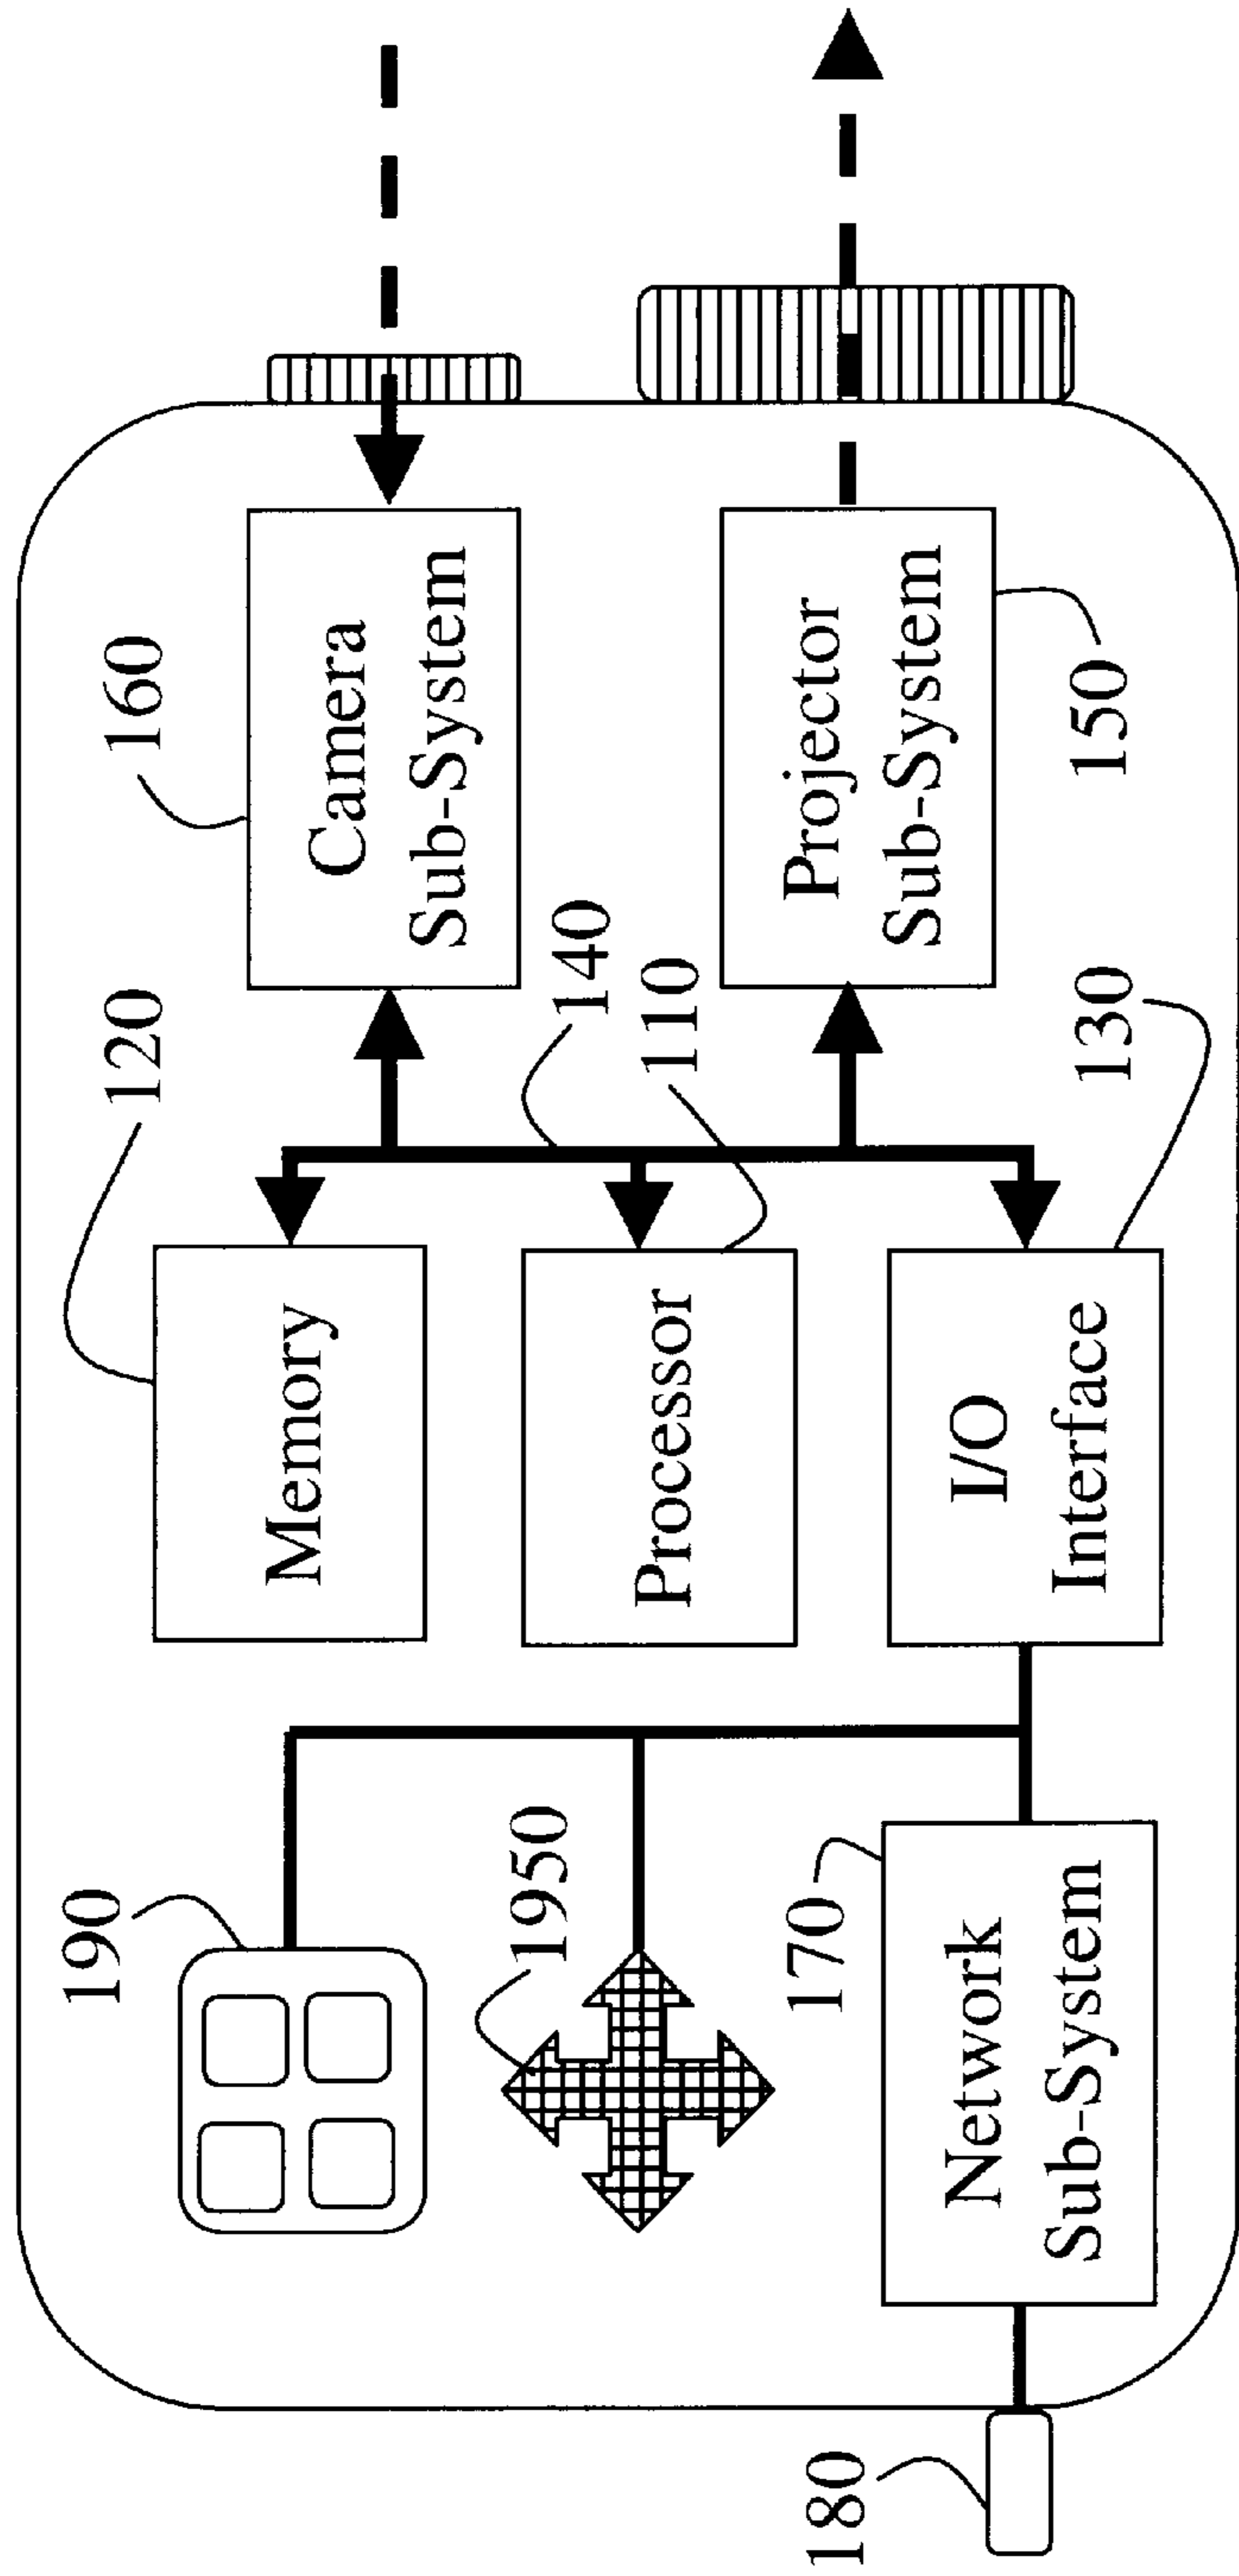 190
120
160
Memory
Camera
Sub-System
1950
140
110
Processor
170
130
150
Network
Sub-System
I/O
Interface
Projector
Sub-System
180